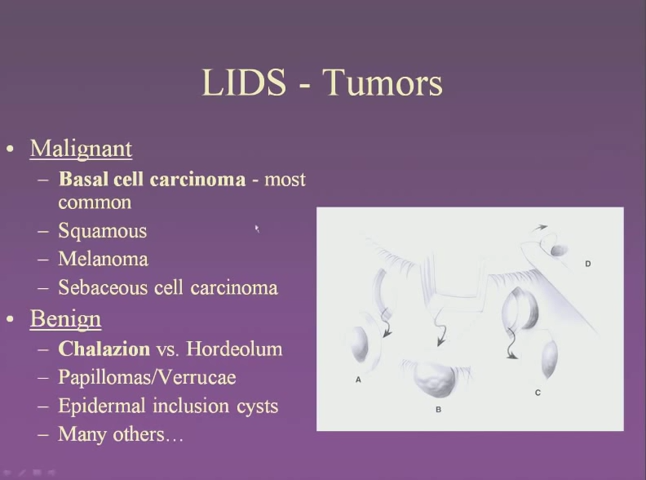 LIDS - Tumors
• Malignant
– Basal cell carcinoma - most
common
– Squamous
– Melanoma
– Sebaceous cell carcinoma
• Benign
– Chalazion vs. Hordeolum
– Papillomas/Verrucae
– Epidermal inclusion cysts
– Many others…
D
A
B
C